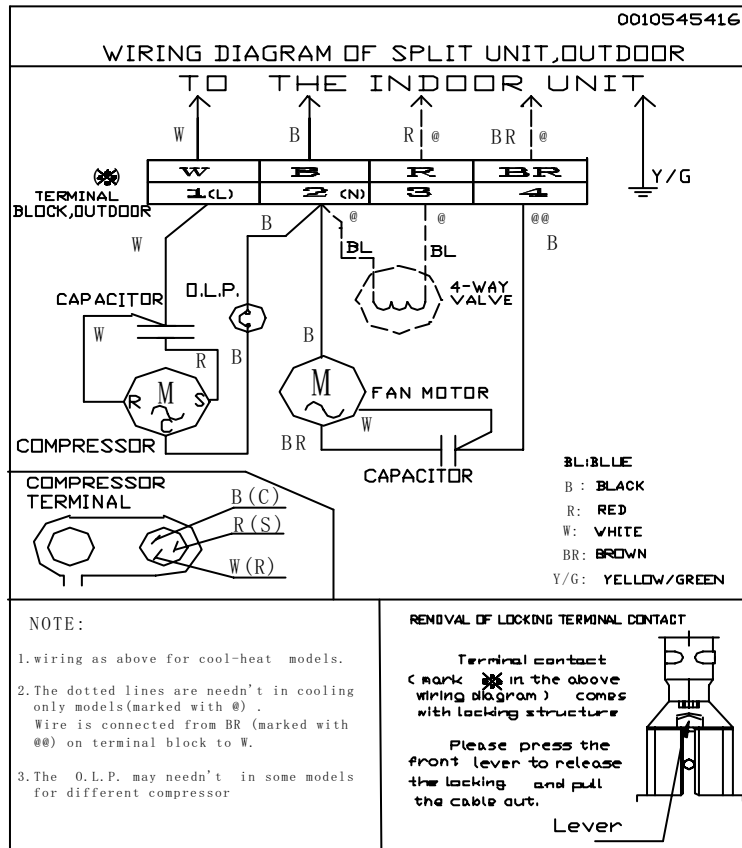 0010545416
WIRING DIAGRAM OF SPLIT UNIT,OUTDOOR
TO THE INDOOR UNIT
W B R @ BR @
Y/G
W B R BR
1(L) 2 (N) 3 4
TERMINAL
BLOCK,OUTDOOR
B @ @ @@
W BL BL B
O.L.P. 4-WAY
VALVE
CAPACITOR
W R B B
R M S
C
M FAN MOTOR
W
COMPRESSOR BR
CAPACITOR
COMPRESSOR
TERMINAL
B(C)
R(S)
W(R)
BL:BLUE
B : BLACK
R: RED
W: WHITE
BR: BROWN
Y/G: YELLOW/GREEN
NOTE:
1.wiring as above for cool-heat models.
2.The dotted lines are needn't in cooling
only models(marked with @) .
Wire is connected from BR (marked with
@@) on terminal block to W.
3.The O.L.P. may needn't in some models
for different compressor
REMOVAL OF LOCKING TERMINAL CONTACT
Terminal contact
( mark ※ in the above
wiring diagram ) comes
with locking structure
Please press the
front lever to release
the locking and pull
the cable out.
Lever